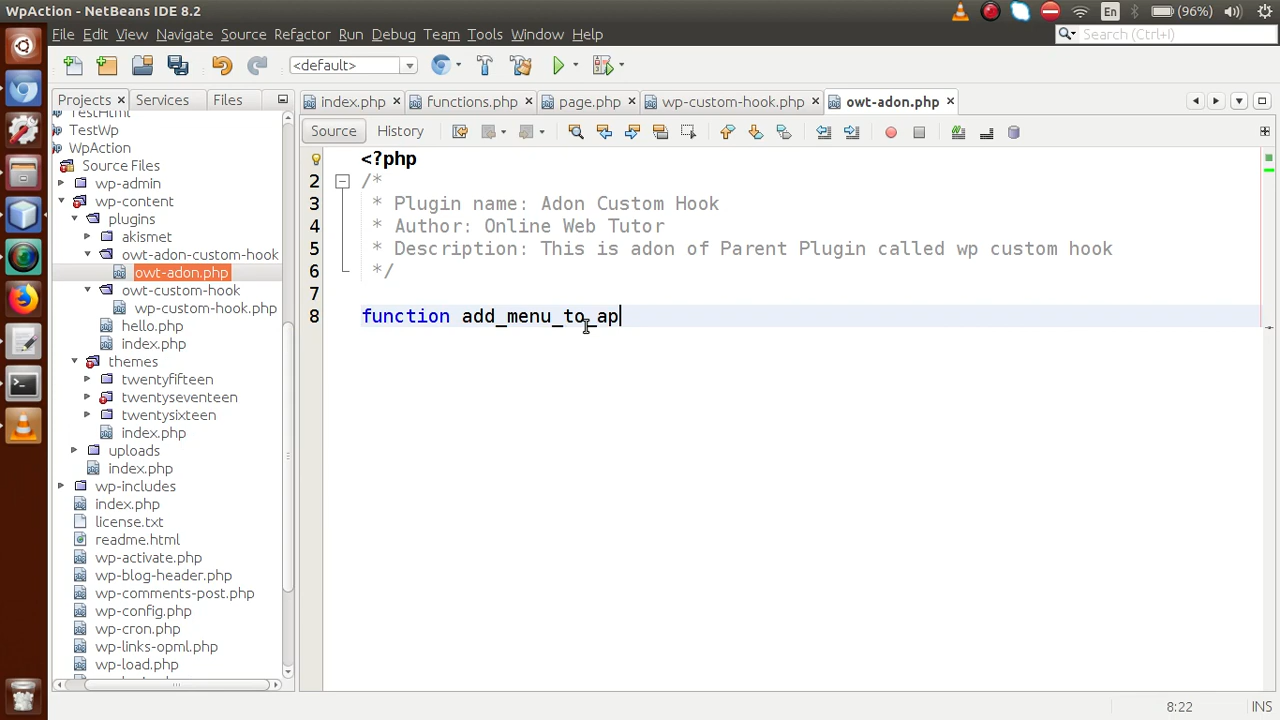 WpAction - NetBeans IDE 8.2
En
(96%)
File Edit View Navigate Source Refactor Run Debug Team Tools Window Help
Search (Ctrl+I)
<default>
Projects Services Files
index.php functions.php page.php wp-custom-hook.php owt-adon.php
Source History
TestHtml
TestWp
WpAction
Source Files
wp-admin
wp-content
plugins
akismet
owt-adon-custom-hook
owt-adon.php
owt-custom-hook
wp-custom-hook.php
hello.php
index.php
themes
twentyfifteen
twentyseventeen
twentysixteen
index.php
uploads
index.php
wp-includes
index.php
license.txt
readme.html
wp-activate.php
wp-blog-header.php
wp-comments-post.php
wp-config.php
wp-cron.php
wp-links-opml.php
wp-load.php
<?php
2 /*
3 * Plugin name: Adon Custom Hook
4 * Author: Online Web Tutor
5 * Description: This is adon of Parent Plugin called wp custom hook
6 */
7
8 function add_menu_to_ap
8:22 INS